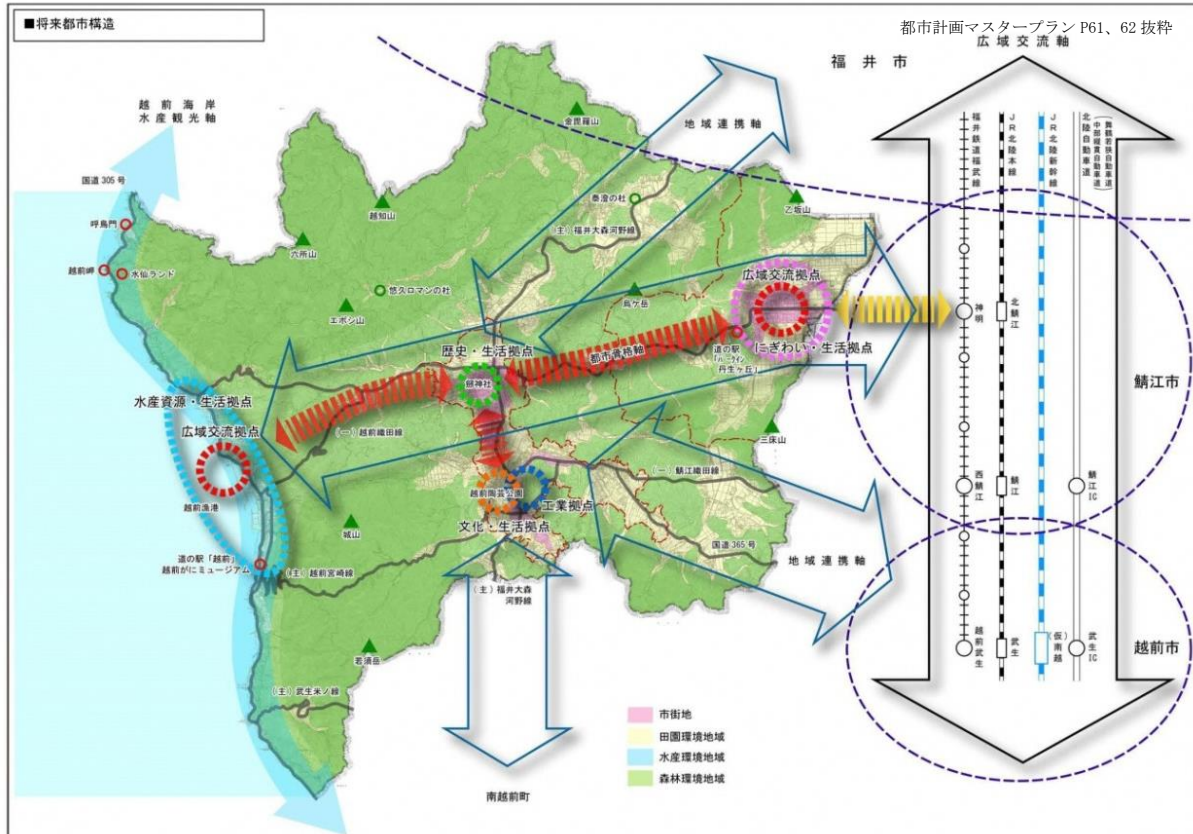 ■将来都市構造
都市計画マスタープラン P61、62 抜粋
広域交流軸
福井市
越前海岸
水産観光軸
国道305号
呼鳥門
越前岬
水仙ランド
金毘羅山
地域連携軸
越知山
六所山
泰澄の杜
(主)福井大森河野線
乙坂山
悠久ロマンの杜
エボシ山
烏ケ岳
広域交流拠点
歴史・生活拠点
劔神社
都市骨格軸
道の駅
「パークイン
丹生ヶ丘」
にぎわい・生活拠点
水産資源・生活拠点
広域交流拠点
越前漁港
(一)越前織田線
三床山
(一)鯖江織田線
越前陶芸公園
工業拠点
文化・生活拠点
城山
国道365号
地域連携軸
道の駅「越前」
越前がにミュージアム
(主)越前宮崎線
(主)福井大森
河野線
若須岳
(主)武生米ノ線
南越前町
市街地
田園環境地域
水産環境地域
森林環境地域
福井鉄道福武線
JR北陸本線
JR北陸新幹線
北陸自動車道
(舞鶴若狭自動車道
中部縦貫自動車道)
神明
北鯖江
鯖江市
西鯖江
鯖江
鯖江IC
越前武生
武生
(仮)南越
武生IC
越前市